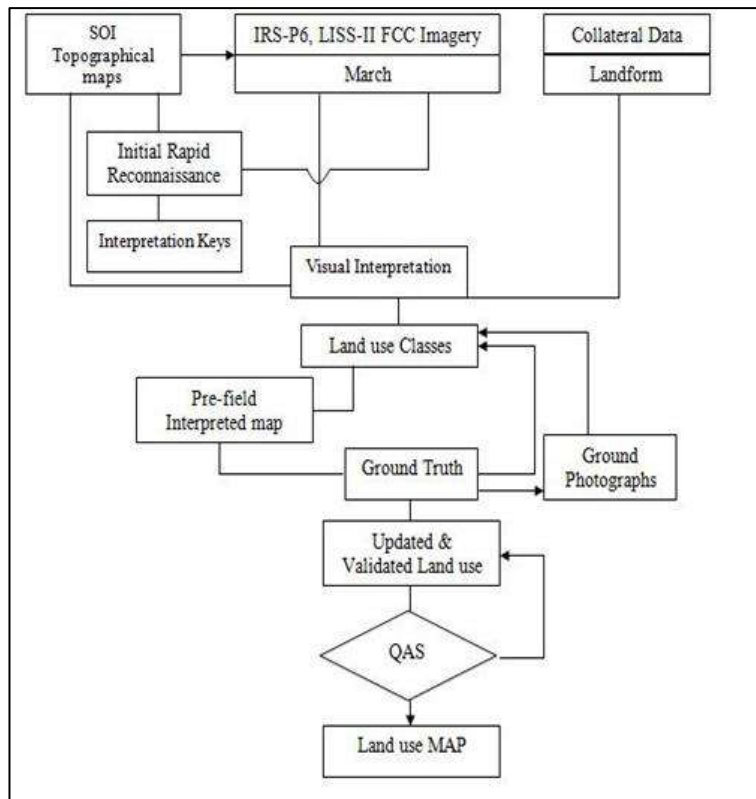 SOI
Topographical
maps
IRS-P6, LISS-II FCC Imagery
March
Collateral Data
Landform
Initial Rapid
Reconnaissance
Interpretation Keys
Visual Interpretation
Land use Classes
Pre-field
Interpreted map
Ground Truth
Ground
Photographs
Updated &
Validated Land use
QAS
Land use MAP